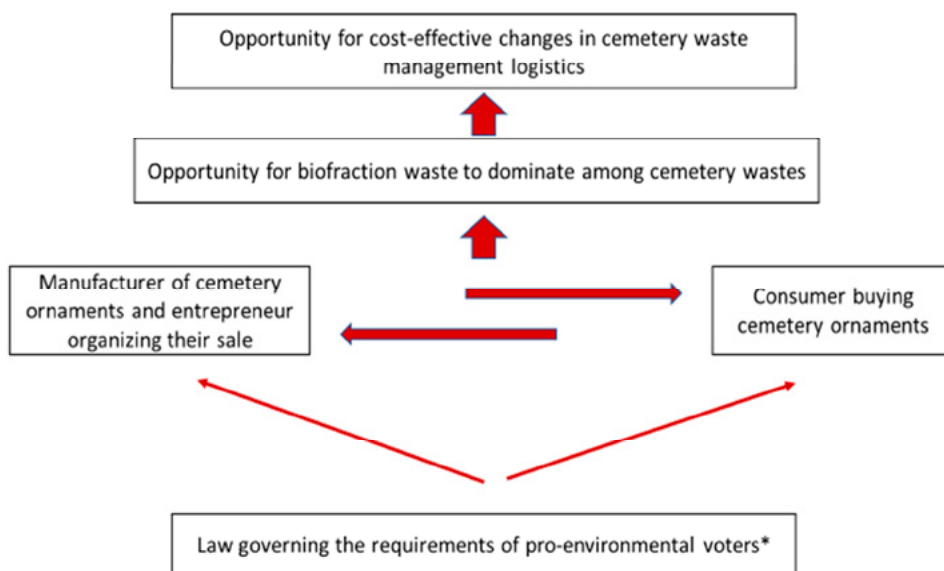 Opportunity for cost-effective changes in cemetery waste
management logistics
Opportunity for biofraction waste to dominate among cemetery wastes
Manufacturer of cemetery
ornaments and entrepreneur
organizing their sale
Consumer buying
cemetery ornaments
Law governing the requirements of pro-environmental voters*